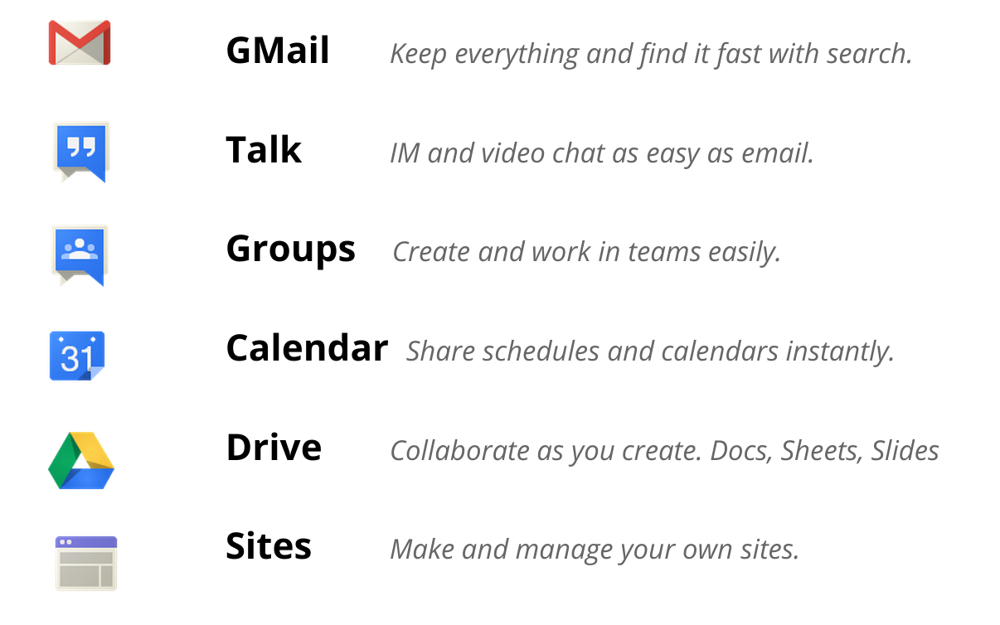 GMail Keep everything and find it fast with search.
Talk IM and video chat as easy as email.
Groups Create and work in teams easily.
31 Calendar Share schedules and calendars instantly.
Drive Collaborate as you create. Docs, Sheets, Slides
Sites Make and manage your own sites.